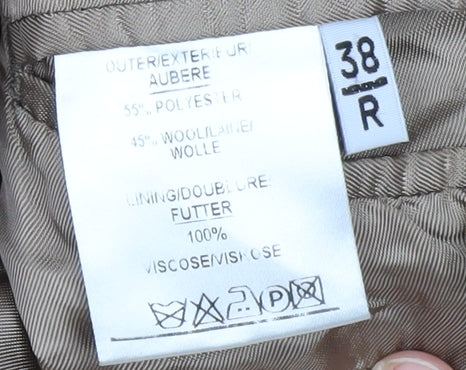 OUTER/EXTERIEUR/
AUBERE
55% POLYESTER
45% WOOL/LAINE/
WOLLE
LINING/DOUBLURE
FUTTER
100%
VISCOSE/VISKOSE
P
38
R